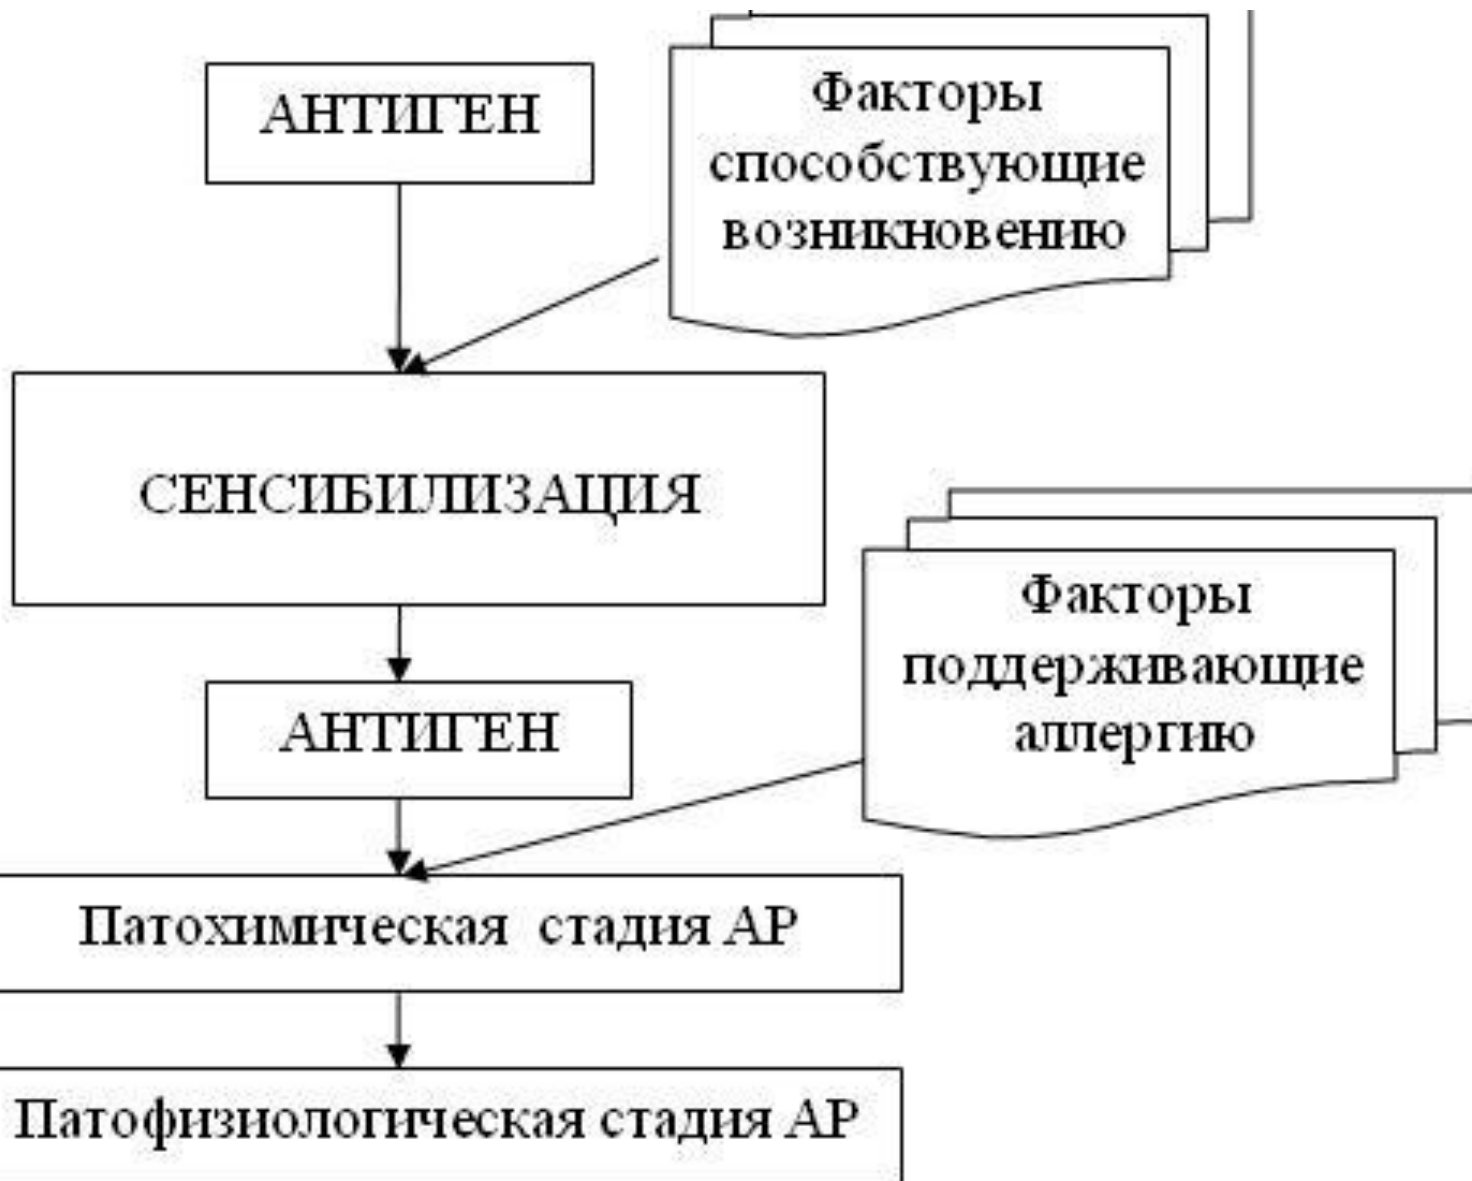 АНТИГЕН
Факторы
способствующие
возникновению
СЕНСИБИЛИЗАЦИЯ
Факторы
поддерживающие
аллергию
АНТИГЕН
Патохимическая стадия АР
Патофизиологическая стадия АР